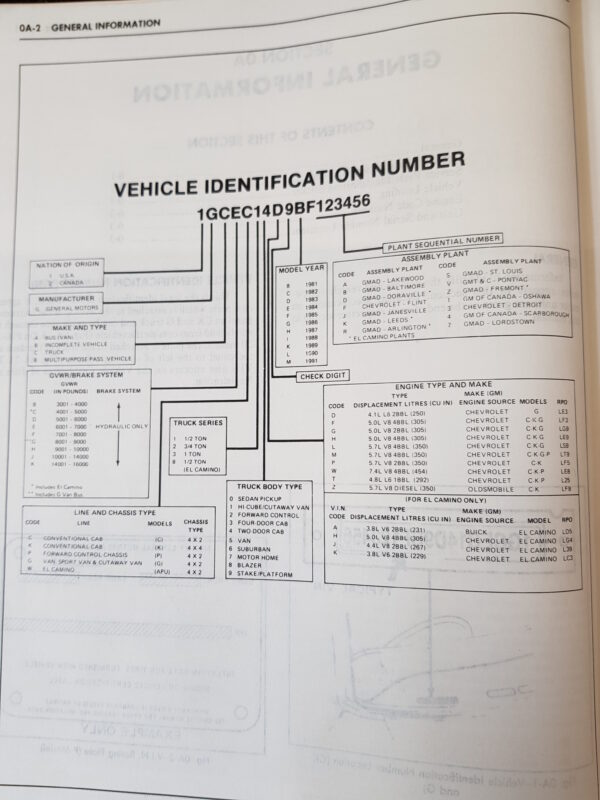 0A-2 GENERAL INFORMATION
VEHICLE IDENTIFICATION NUMBER
1GCEC14D9BF123456
PLANT SEQUENTIAL NUMBER
NATION OF ORIGIN
1 U.S.A.
2 CANADA
MANUFACTURER
G GENERAL MOTORS
MAKE AND TYPE
A BUS (VAN)
B INCOMPLETE VEHICLE
C TRUCK
8 MULTIPURPOSE PASS. VEHICLE
GVWR/BRAKE SYSTEM
GVWR
CODE (IN POUNDS) BRAKE SYSTEM
B 3001 - 4000
*C 4001 - 5000
D 5001 - 6000
E 6001 - 7000 HYDRAULIC ONLY
F 7001 - 8000
G 8001 - 9000
H 9001 - 10000
J 10001 - 14000
K 14001 - 16000
* Includes El Camino
Includes G Van Bus
LINE AND CHASSIS TYPE
CODE LINE MODELS CHASSIS TYPE
C CONVENTIONAL CAB (C) 4 X 2
K CONVENTIONAL CAB (K) 4 X 4
P FORWARD CONTROL CHASSIS (P) 4 X 2
G VAN, SPORT VAN & CUTAWAY VAN (G) 4 X 2
W EL CAMINO (APU) 4 X 2
TRUCK SERIES
1 1/2 TON
2 3/4 TON
3 1 TON
8 1/2 TON
(EL CAMINO)
TRUCK BODY TYPE
0 SEDAN PICKUP
1 HI CUBE/CUTAWAY VAN
2 FORWARD CONTROL
3 FOUR-DOOR CAB
4 TWO DOOR CAB
5 VAN
6 SUBURBAN
7 MOTOR HOME
8 BLAZER
9 STAKE/PLATFORM
MODEL YEAR
B 1981
C 1982
D 1983
E 1984
F 1985
G 1986
H 1987
J 1988
K 1989
L 1990
M 1991
CHECK DIGIT
ASSEMBLY PLANT
CODE ASSEMBLY PLANT CODE ASSEMBLY PLANT
A GMAD - LAKEWOOD S GMAD - ST. LOUIS
B GMAD - BALTIMORE V GMT & C - PONTIAC
D GMAD - DORAVILLE * Z GMAD - FREMONT *
F CHEVROLET - FLINT 1 GM OF CANADA - OSHAWA
J GMAD - JANESVILLE 3 CHEVROLET - DETROIT
K GMAD - LEEDS * 4 GM OF CANADA - SCARBOROUGH
R GMAD - ARLINGTON * 7 GMAD - LORDSTOWN
* EL CAMINO PLANTS
ENGINE TYPE AND MAKE
TYPE MAKE (GM)
CODE DISPLACEMENT LITRES (CU IN) ENGINE SOURCE MODELS RPO
D 4.1L L6 2BBL (250) CHEVROLET G LE3
F 5.0L V8 4BBL (305) CHEVROLET C-K-G LF3
G 5.0L V8 2BBL (305) CHEVROLET C-K-G LG9
H 5.0L V8 4BBL (305) CHEVROLET C-K-G LE9
L 5.7L V8 4BBL (350) CHEVROLET C-K-G LS9
M 5.7L V8 4BBL (350) CHEVROLET C-K-G-P LT9
P 5.7L V8 2BBL (350) CHEVROLET C-K LF5
W 7.4L V8 4BBL (454) CHEVROLET C-K-P LE8
T 4.8L L6 1BBL (292) CHEVROLET C-K-P L25
Z 5.7L V8 DIESEL (350) OLDSMOBILE C-K LF9
(FOR EL CAMINO ONLY)
V.I.N. TYPE MAKE (GM)
CODE DISPLACEMENT LITRES (CU IN) ENGINE SOURCE MODEL RPO
A 3.8L V6 2BBL (231) BUICK EL CAMINO LD5
H 5.0L V8 4BBL (305) CHEVROLET EL CAMINO LG4
J 4.4L V8 2BBL (267) CHEVROLET EL CAMINO L39
K 3.8L V6 2BBL (229) CHEVROLET EL CAMINO LC3